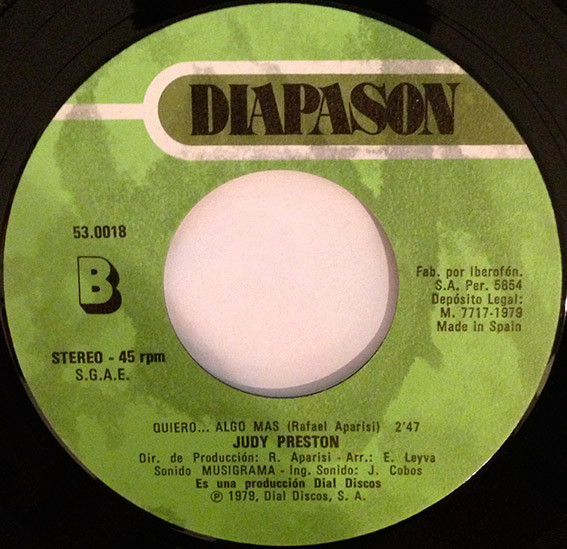 DIAPASON
53.0018
B
STEREO - 45 rpm
S.G.A.E.
Fab. por Iberofón.
S.A. Per. 5854
Depósito Legal:
M. 7717-1979
Made in Spain
QUIERO... ALGO MAS (Rafael Aparisi) 2'47
JUDY PRESTON
Dir. de Producción: R. Aparisi - Arr.: E. Leyva
Sonido MUSIGRAMA - Ing. Sonido: J. Cobos
Es una producción Dial Discos
℗ 1979, Dial Discos, S. A.